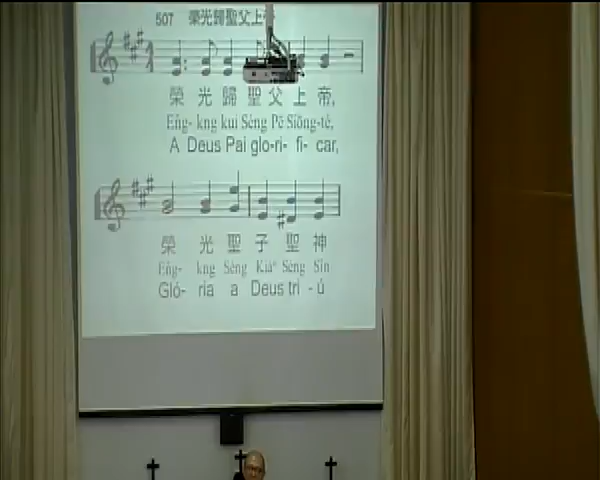 507 榮光歸聖父上帝
榮 光 歸 聖 父 上 帝,
Êng- kng kui Sèng Pē Siōng-tè,
A Deus Pai glo-ri- fi- car,
榮 光 聖 子 聖 神
Êng- kng Sèng Kiáⁿ Sèng Sîn
Gló- ria a Deus tri - ú